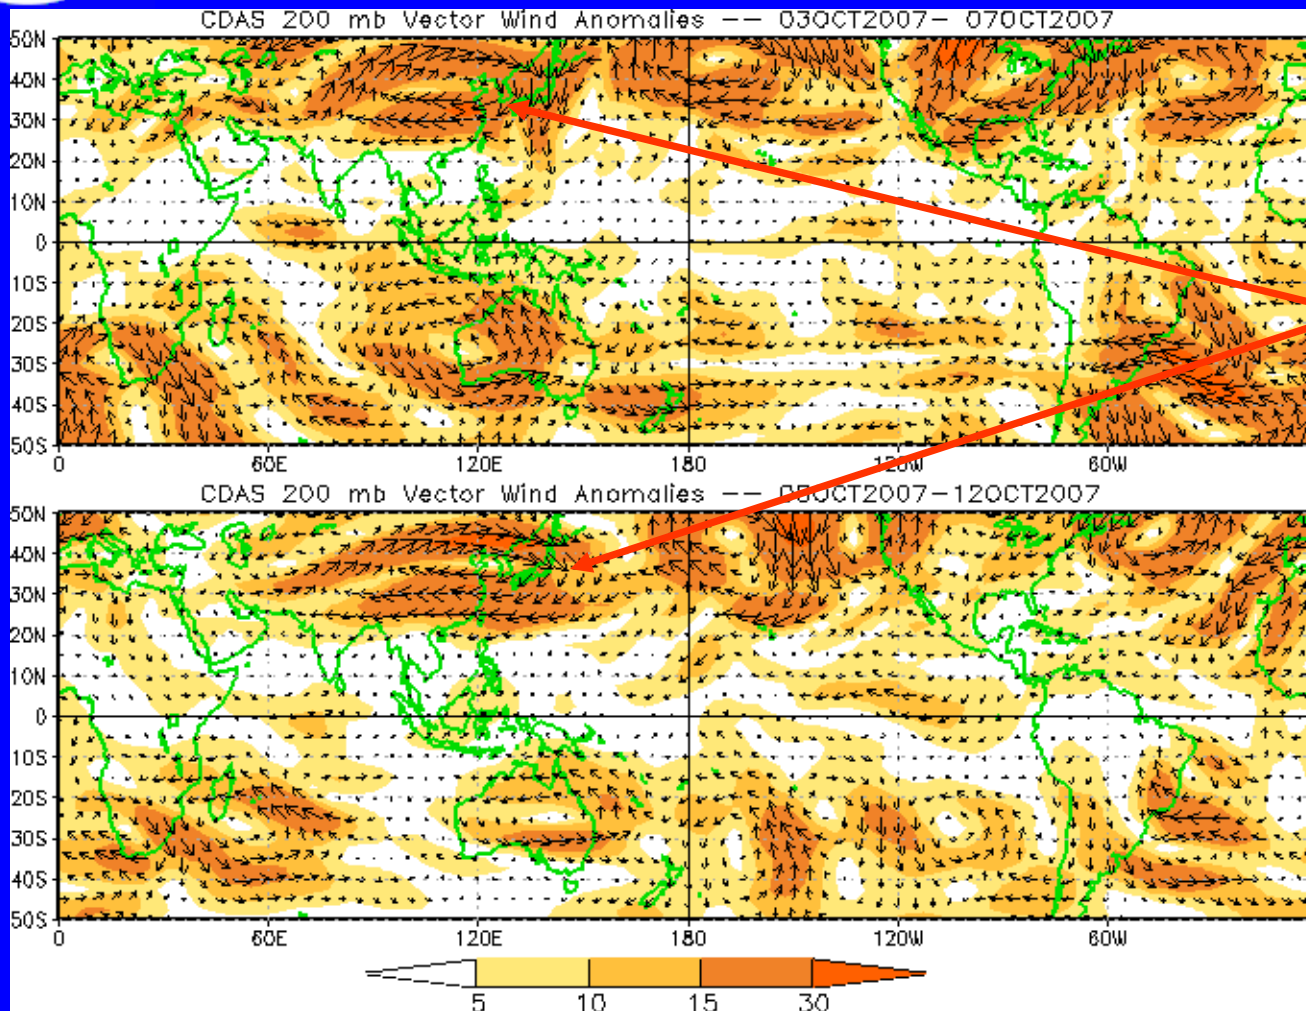 CDAS 200 mb Vector Wind Anomalies -- 03OCT2007- 07OCT2007
50N
40N
30N
20N
10N
0
10S
20S
30S
40S
50S
0 60E 120E 180 120W 60W
CDAS 200 mb Vector Wind Anomalies -- 08OCT2007-12OCT2007
50N
40N
30N
20N
10N
0
10S
20S
30S
40S
50S
0 60E 120E 180 120W 60W
5 10 15 30